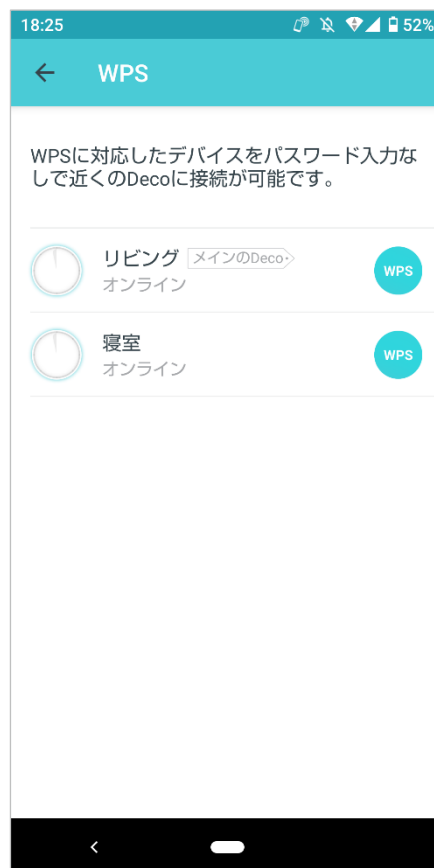 18:25 52%
WPS
WPSに対応したデバイスをパスワード入力な
しで近くのDecoに接続が可能です。
リビング メインのDeco
オンライン
WPS
寝室
オンライン
WPS